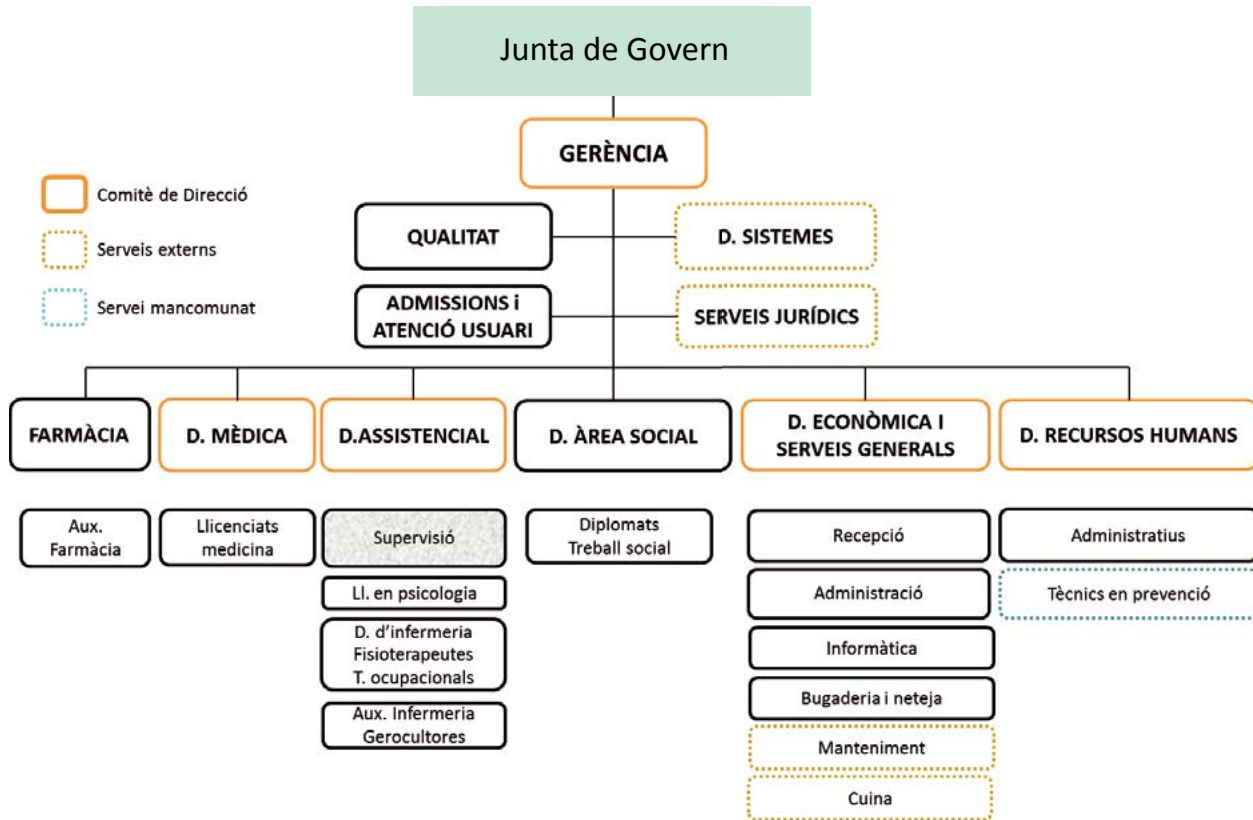 Junta de Govern
GERÈNCIA
Comitè de Direcció
Serveis externs
Servei mancomunat
QUALITAT
D. SISTEMES
ADMISSIONS i
ATENCIÓ USUARI
SERVEIS JURÍDICS
FARMÀCIA
D. MÈDICA
D.ASSISTENCIAL
D. ÀREA SOCIAL
D. ECONÒMICA I
SERVEIS GENERALS
D. RECURSOS HUMANS
Aux.
Farmàcia
Llicenciats
medicina
Supervisió
Ll. en psicologia
D. d'infermeria
Fisioterapeutes
T. ocupacionals
Aux. Infermeria
Gerocultores
Diplomats
Treball social
Recepció
Administració
Informàtica
Bugaderia i neteja
Manteniment
Cuina
Administratius
Tècnics en prevenció